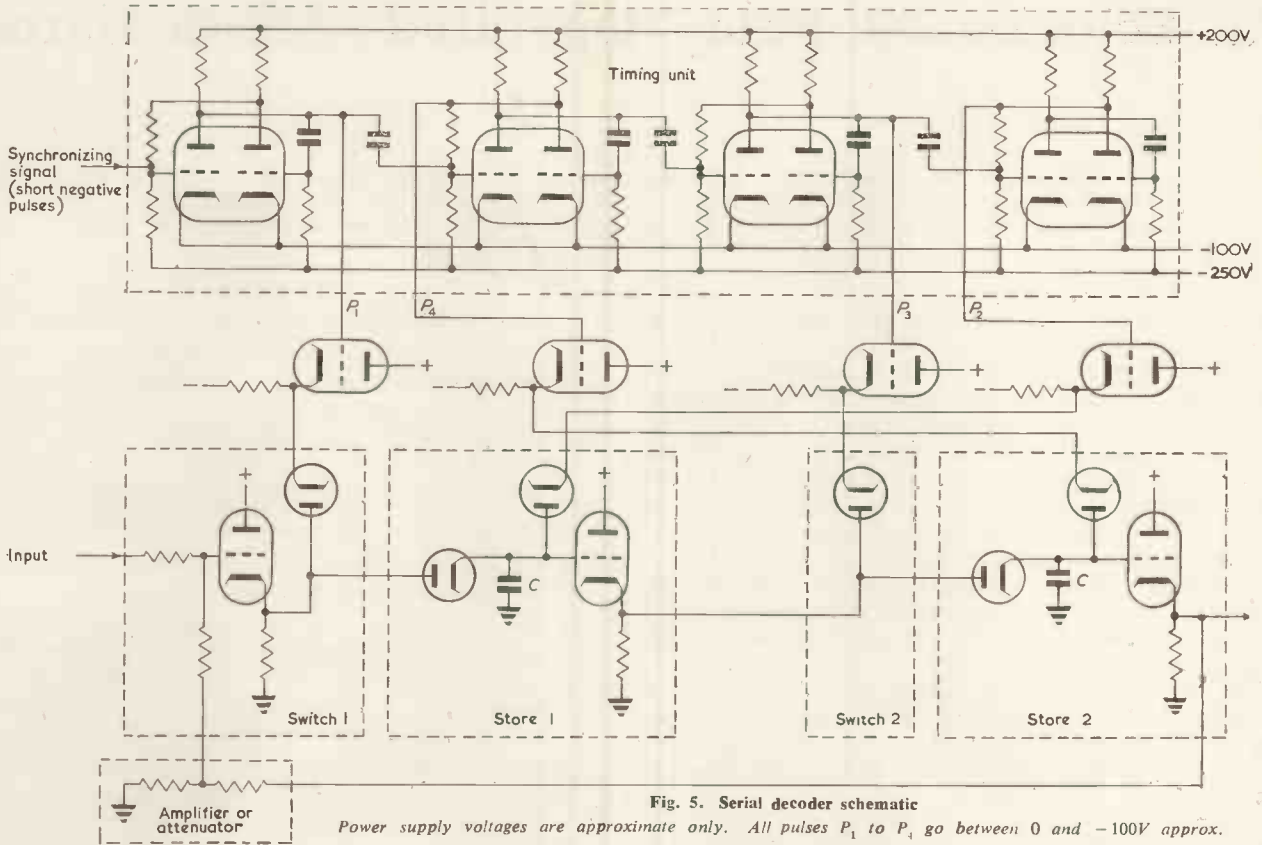 +200V
Timing unit
Synchronizing
signal
(short negative
pulses)
-100V
-250V
P1
P4
P3
P2
+
+
+
+
+
+
+
Input
C
C
Switch 1
Store 1
Switch 2
Store 2
Amplifier or
attenuator
Fig. 5. Serial decoder schematic
Power supply voltages are approximate only. All pulses P1 to P4 go between 0 and -100V approx.